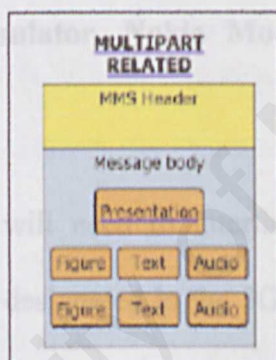 MULTIPART
RELATED
MMS Header
Message body
Presentation
Figure Text Audio
Figure Text Audio